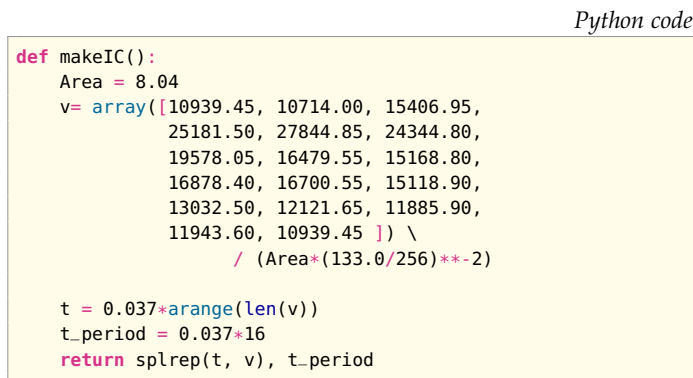 Python code
def makeIC():
    Area = 8.04
    v= array([10939.45, 10714.00, 15406.95,
              25181.50, 27844.85, 24344.80,
              19578.05, 16479.55, 15168.80,
              16878.40, 16700.55, 15118.90,
              13032.50, 12121.65, 11885.90,
              11943.60, 10939.45 ]) \
                    / (Area*(133.0/256)**-2)
    t = 0.037*arange(len(v))
    t_period = 0.037*16
    return splrep(t, v), t_period